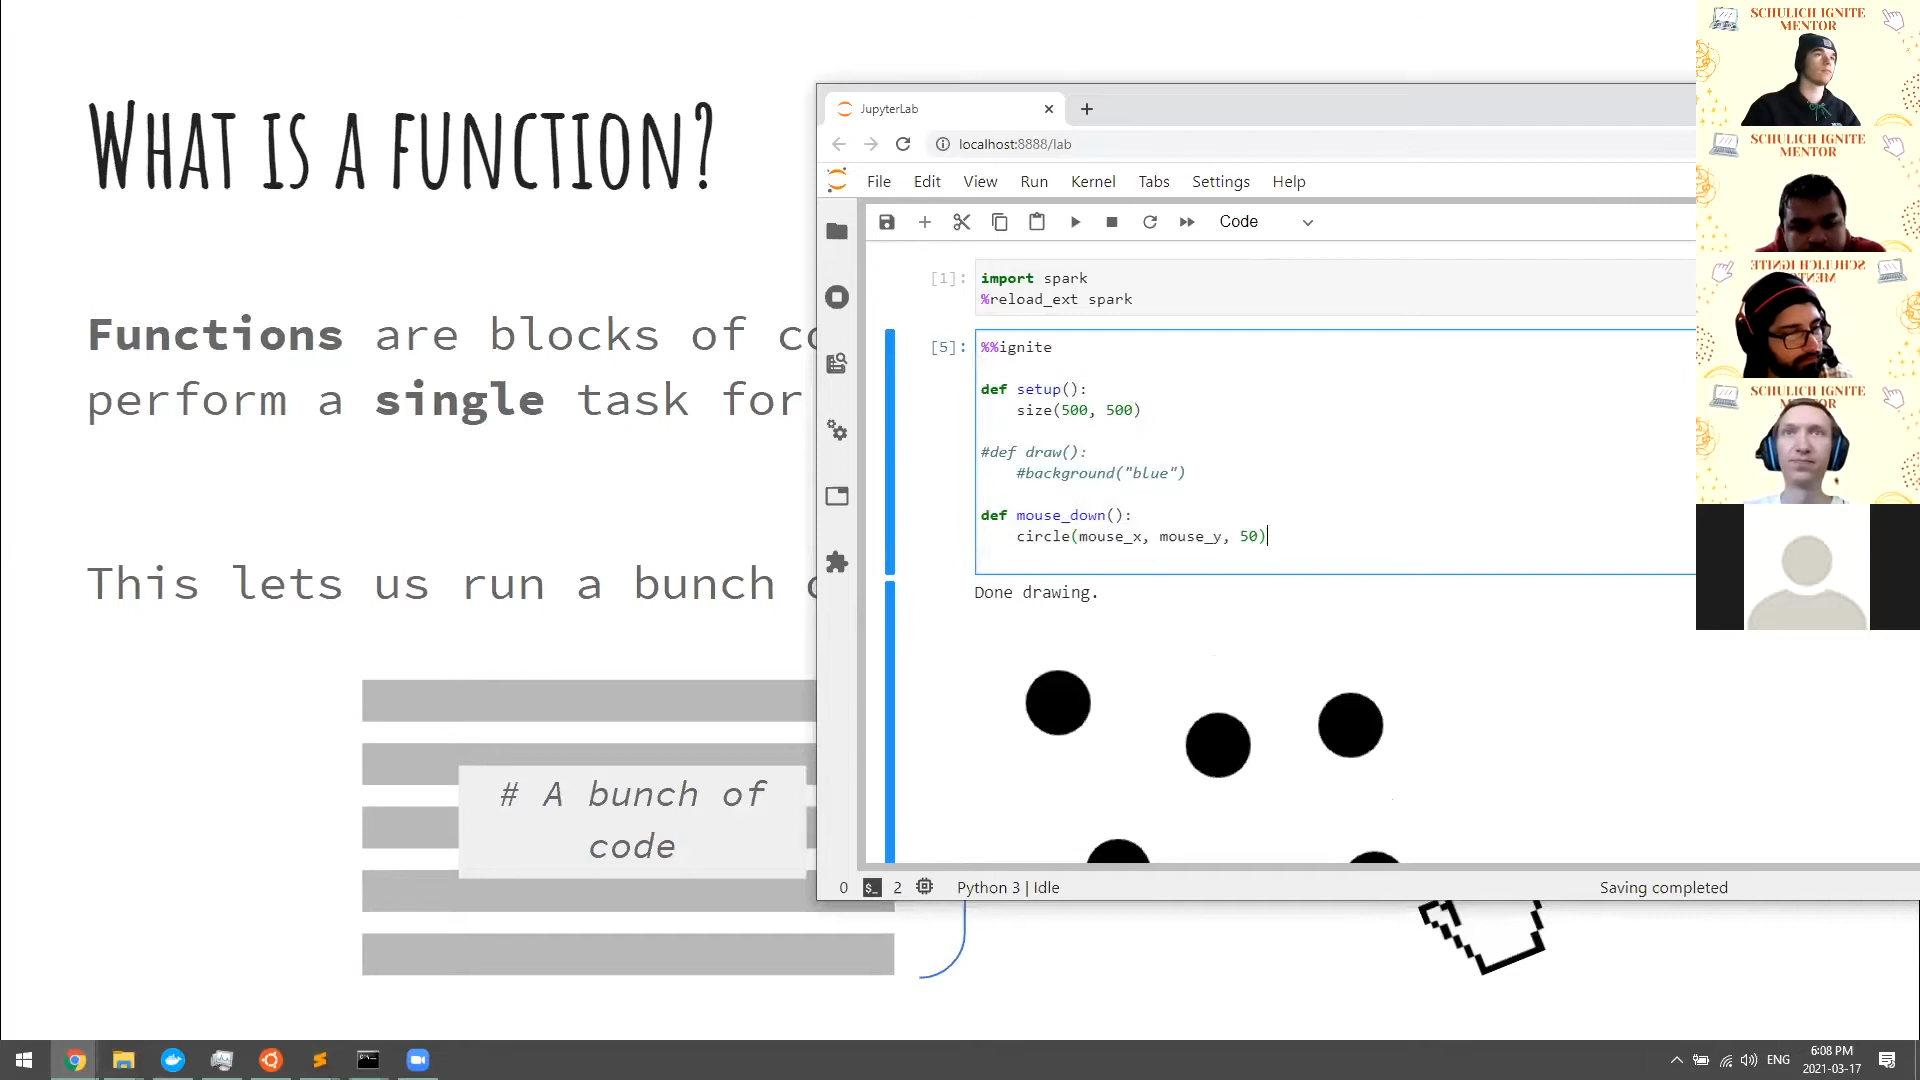 WHAT IS A FUNCTION?
Functions are blocks of co
perform a single task for
This lets us run a bunch
# A bunch of
code
JupyterLab
localhost:8888/lab
File Edit View Run Kernel Tabs Settings Help
Code
[1]: import spark
%reload_ext spark
[5]: %%ignite
def setup():
size(500, 500)
#def draw():
#background("blue")
def mouse_down():
circle(mouse_x, mouse_y, 50)
Done drawing.
0 $_ 2 Python 3 | Idle Saving completed
SCHULICH IGNITE
MENTOR
SCHULICH IGNITE
MENTOR
SCHULICH IGNITE
MENTOR
SCHULICH IGNITE
MENTOR
ENG
6:08 PM
2021-03-17